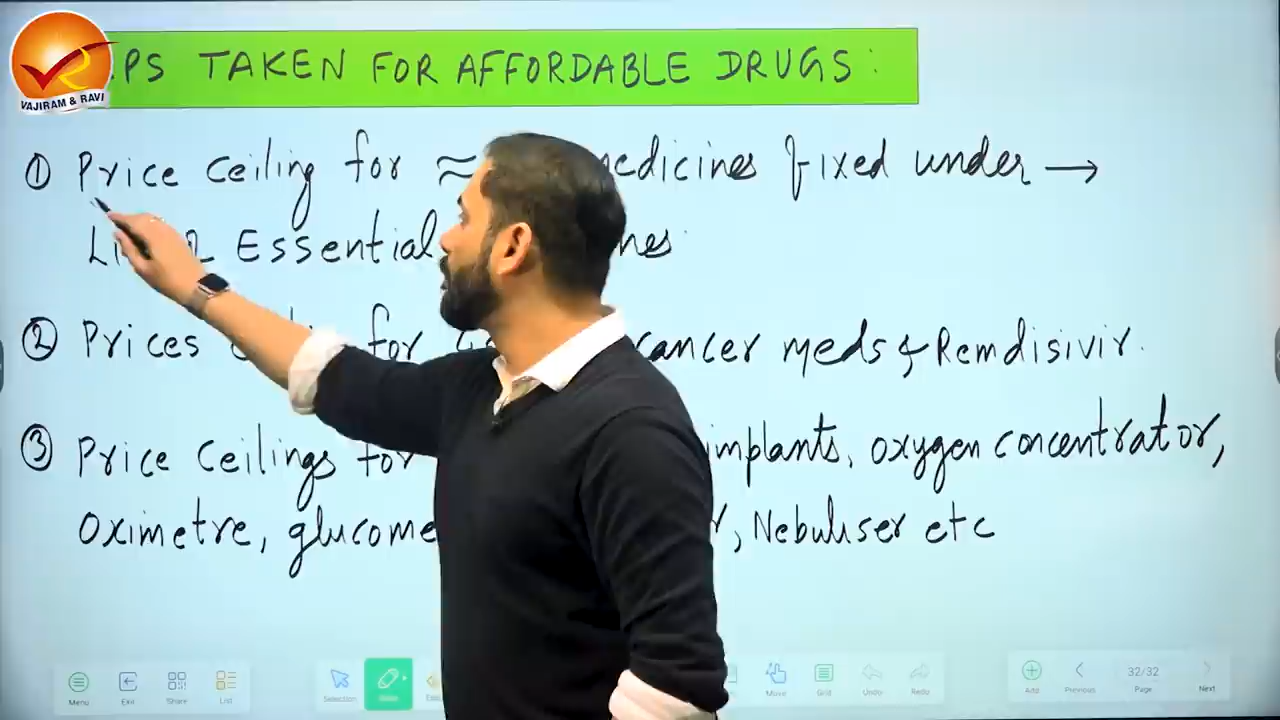 VAJIRAM & RAVI
PS TAKEN FOR AFFORDABLE DRUGS :
① Price ceiling for ≈ medicines fixed under →
Essential
② Prices for cancer meds & Remdisivir.
③ Price ceilings for implants, oxygen concentrator,
Oximetre, Nebuliser etc
Menu Exit Share List Selection Move Grid Undo Redo Add Previous 32/32 Page Next